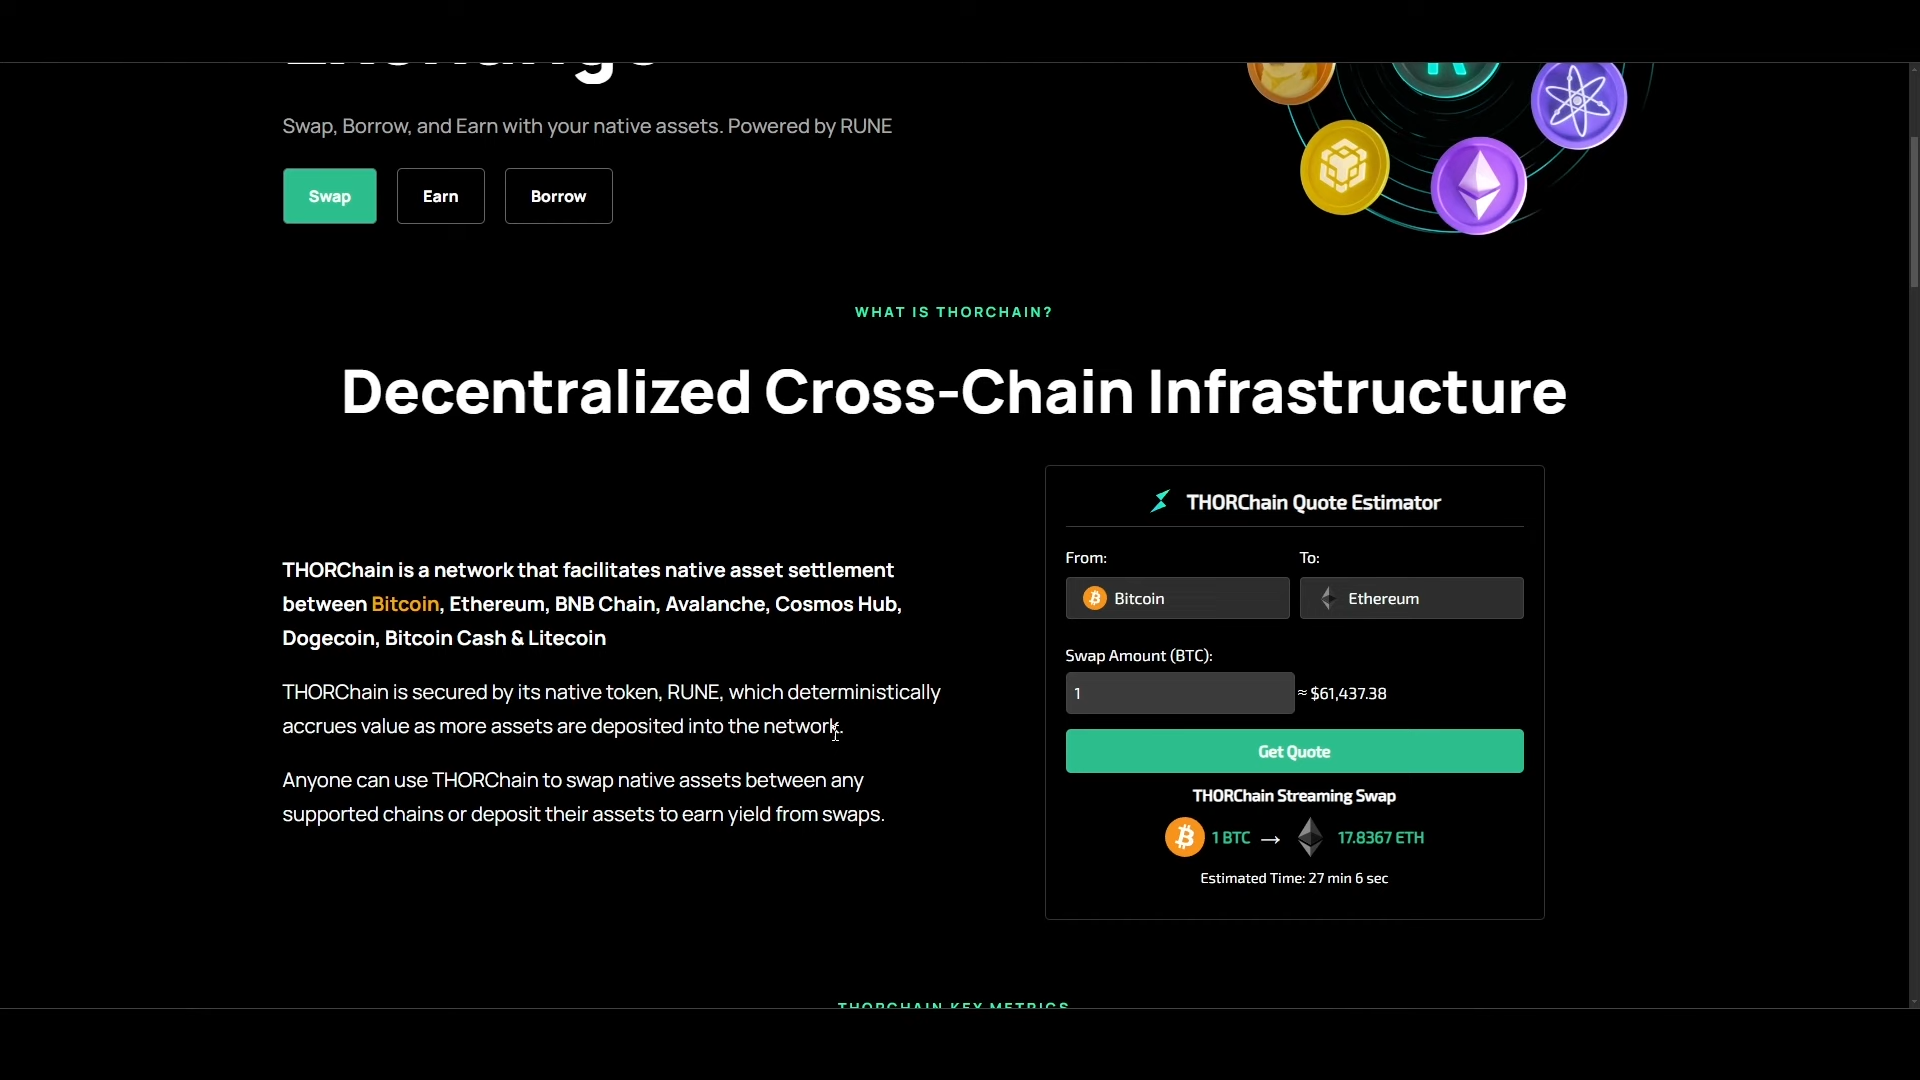 Exchange
Swap, Borrow, and Earn with your native assets. Powered by RUNE
Swap
Earn
Borrow
WHAT IS THORCHAIN?
Decentralized Cross-Chain Infrastructure
THORChain is a network that facilitates native asset settlement
between Bitcoin, Ethereum, BNB Chain, Avalanche, Cosmos Hub,
Dogecoin, Bitcoin Cash & Litecoin
THORChain is secured by its native token, RUNE, which deterministically
accrues value as more assets are deposited into the network.
Anyone can use THORChain to swap native assets between any
supported chains or deposit their assets to earn yield from swaps.
THORChain Quote Estimator
From:
To:
Bitcoin
Ethereum
Swap Amount (BTC):
1
≈ $61,437.38
Get Quote
THORChain Streaming Swap
1 BTC → 17.8367 ETH
Estimated Time: 27 min 6 sec
THORCHAIN KEY METRICS